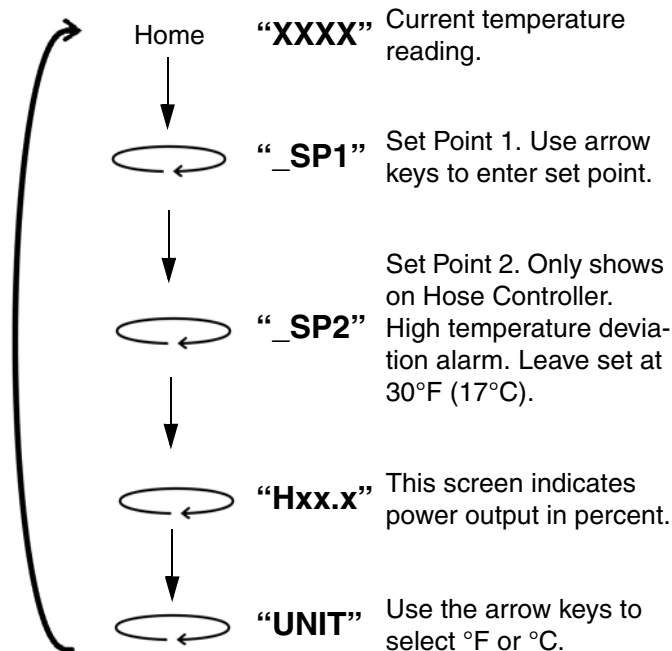 Home “XXXX” Current temperature
reading.
“_SP1” Set Point 1. Use arrow
keys to enter set point.
Set Point 2. Only shows
on Hose Controller.
“_SP2” High temperature devia-
tion alarm. Leave set at
30°F (17°C).
“Hxx.x” This screen indicates
power output in percent.
“UNIT” Use the arrow keys to
select °F or °C.